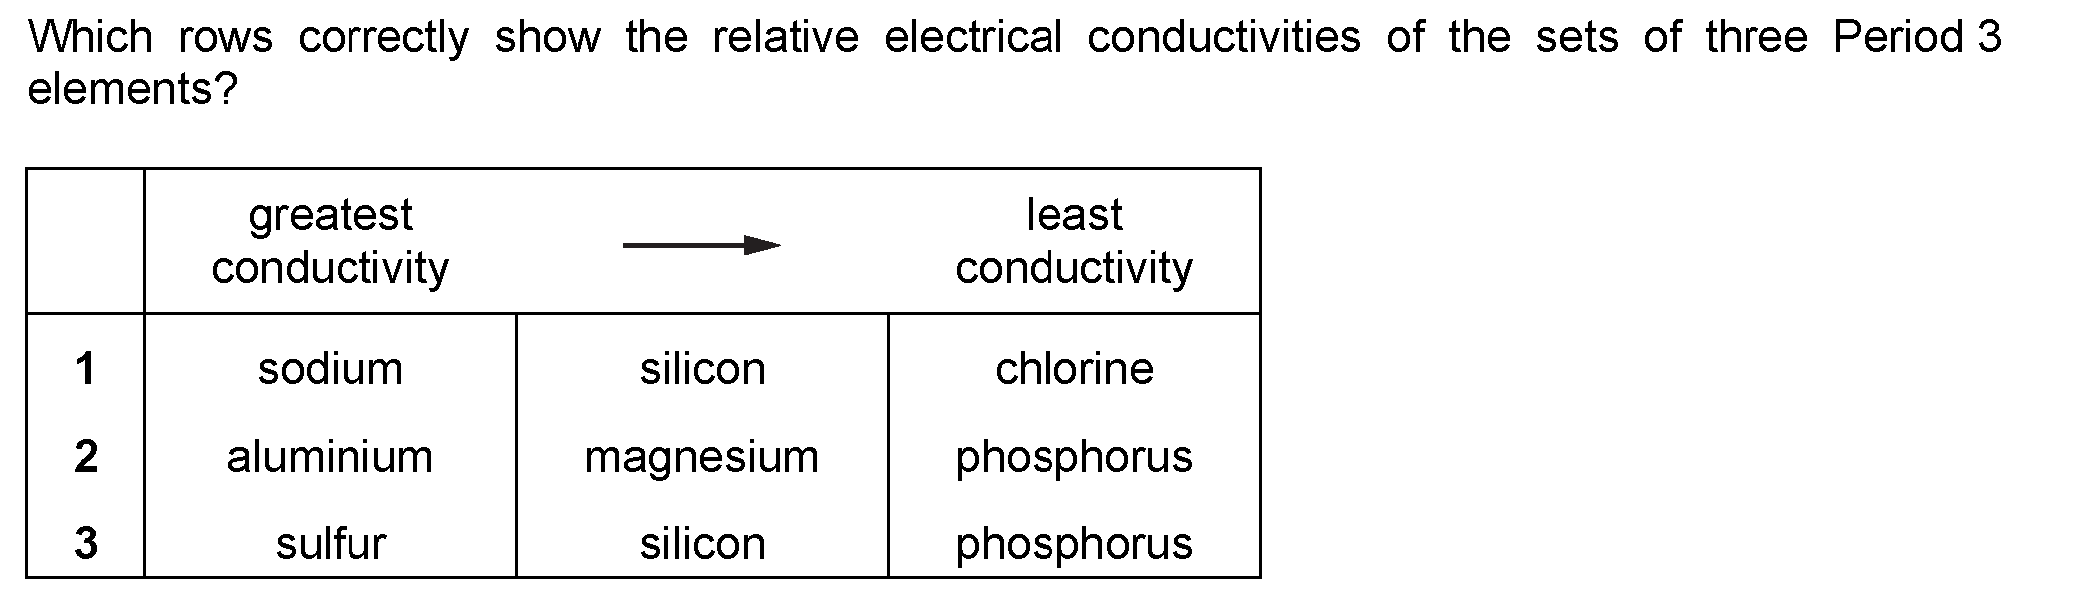 Which rows correctly show the relative electrical conductivities of the sets of three Period 3
elements?
greatest
conductivity
least
conductivity
1 sodium silicon chlorine
2 aluminium magnesium phosphorus
3 sulfur silicon phosphorus